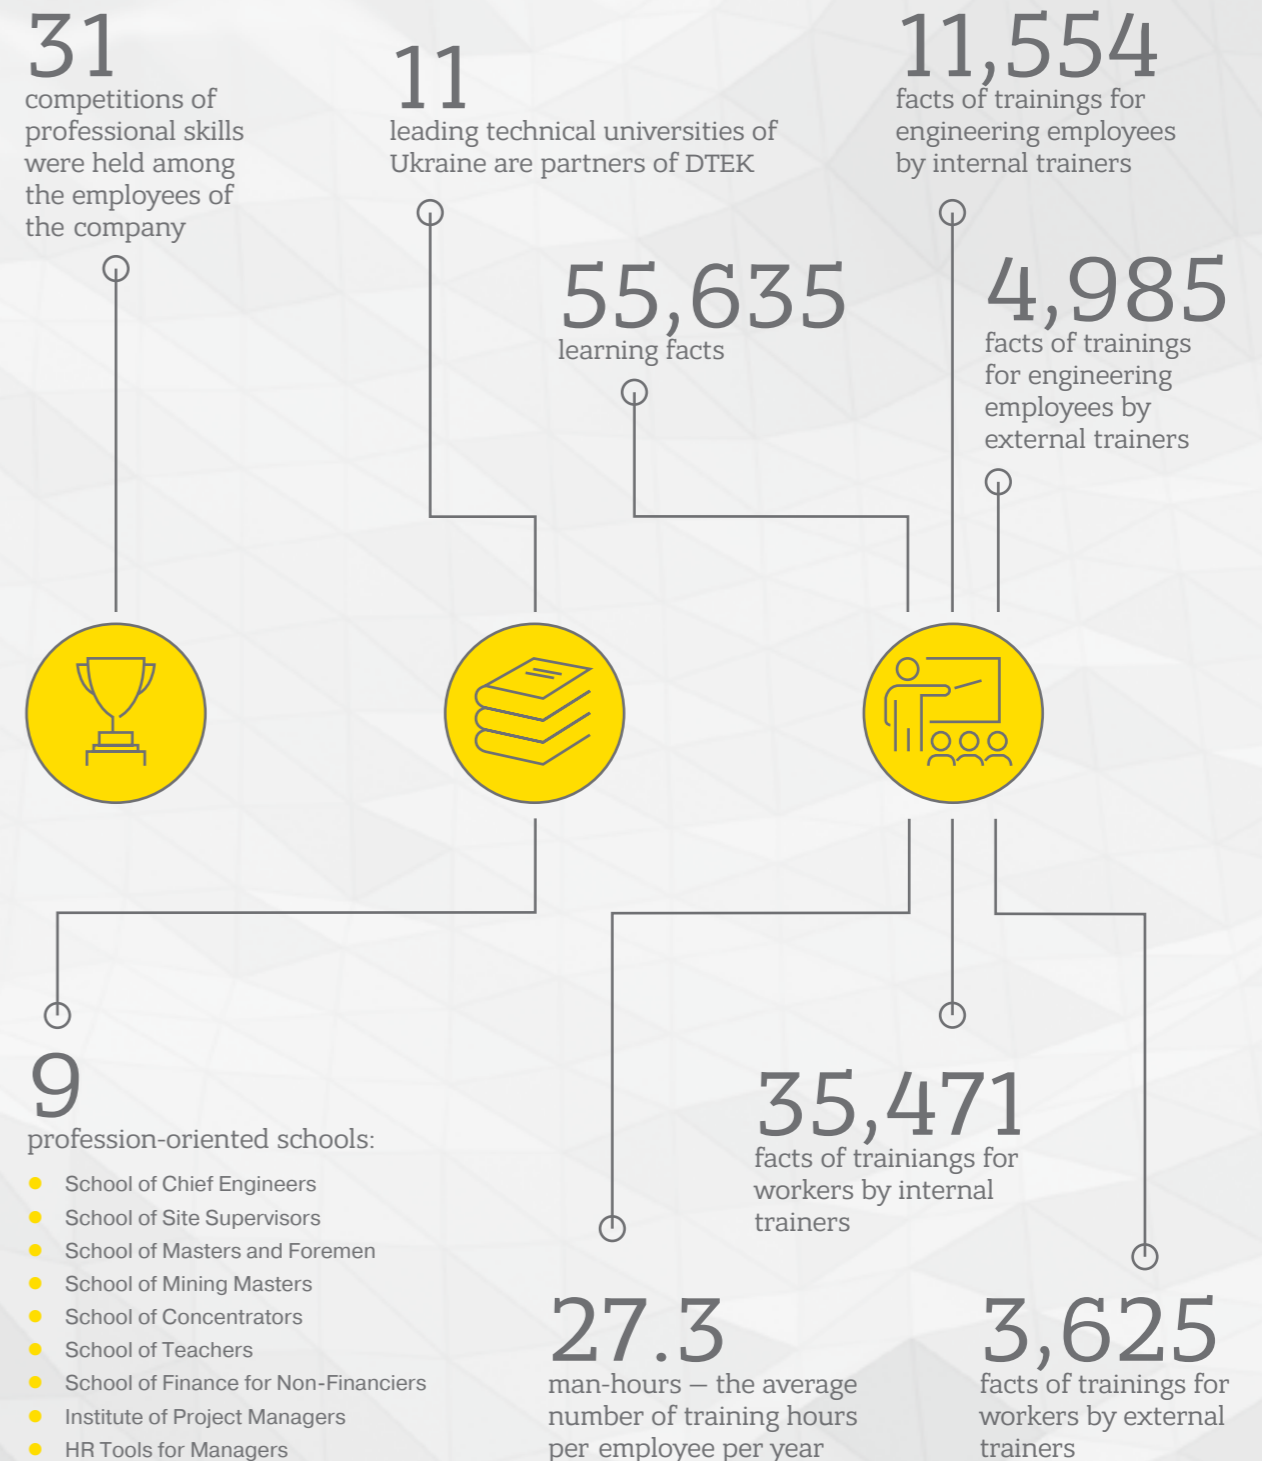 31
competitions of
professional skills
were held among
the employees of
the company
11
leading technical universities of
Ukraine are partners of DTEK
11,554
facts of trainings for
engineering employees
by internal trainers
55,635
learning facts
4,985
facts of trainings
for engineering
employees by
external trainers
9
profession-oriented schools:
School of Chief Engineers
School of Site Supervisors
School of Masters and Foremen
School of Mining Masters
School of Concentrators
School of Teachers
School of Finance for Non-Financiers
Institute of Project Managers
HR Tools for Managers
35,471
facts of trainiangs for
workers by internal
trainers
27.3
man-hours – the average
number of training hours
per employee per year
3,625
facts of trainings for
workers by external
trainers